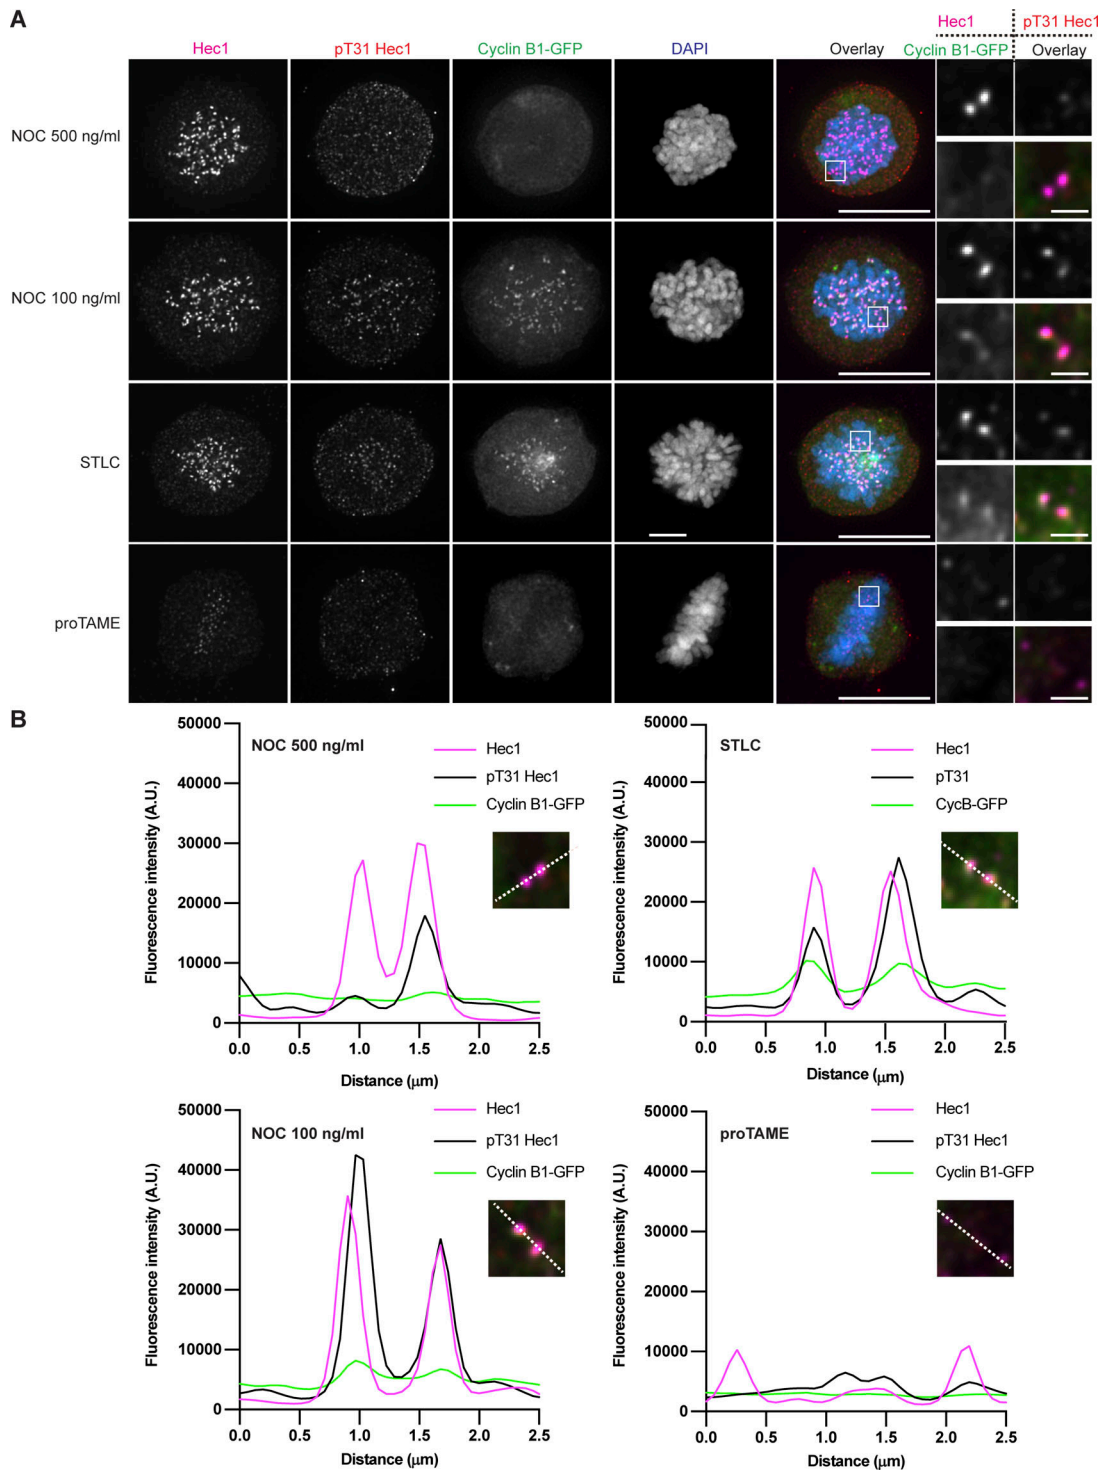 A
Hec1 pT31 Hec1 Cyclin B1-GFP DAPI Overlay
Hec1 pT31 Hec1
Cyclin B1-GFP Overlay
NOC 500 ng/ml
NOC 100 ng/ml
STLC
proTAME
B
NOC 500 ng/ml
Hec1
pT31 Hec1
Cyclin B1-GFP
Fluorescence intensity (A.U.)
50000
40000
30000
20000
10000
0
0.0 0.5 1.0 1.5 2.0 2.5
Distance (μm)
STLC
Hec1
pT31
CycB-GFP
Fluorescence intensity (A.U.)
50000
40000
30000
20000
10000
0
0.0 0.5 1.0 1.5 2.0 2.5
Distance (μm)
NOC 100 ng/ml
Hec1
pT31 Hec1
Cyclin B1-GFP
Fluorescence intensity (A.U.)
50000
40000
30000
20000
10000
0
0.0 0.5 1.0 1.5 2.0 2.5
Distance (μm)
proTAME
Hec1
pT31 Hec1
Cyclin B1-GFP
Fluorescence intensity (A.U.)
50000
40000
30000
20000
10000
0
0.0 0.5 1.0 1.5 2.0 2.5
Distance (μm)